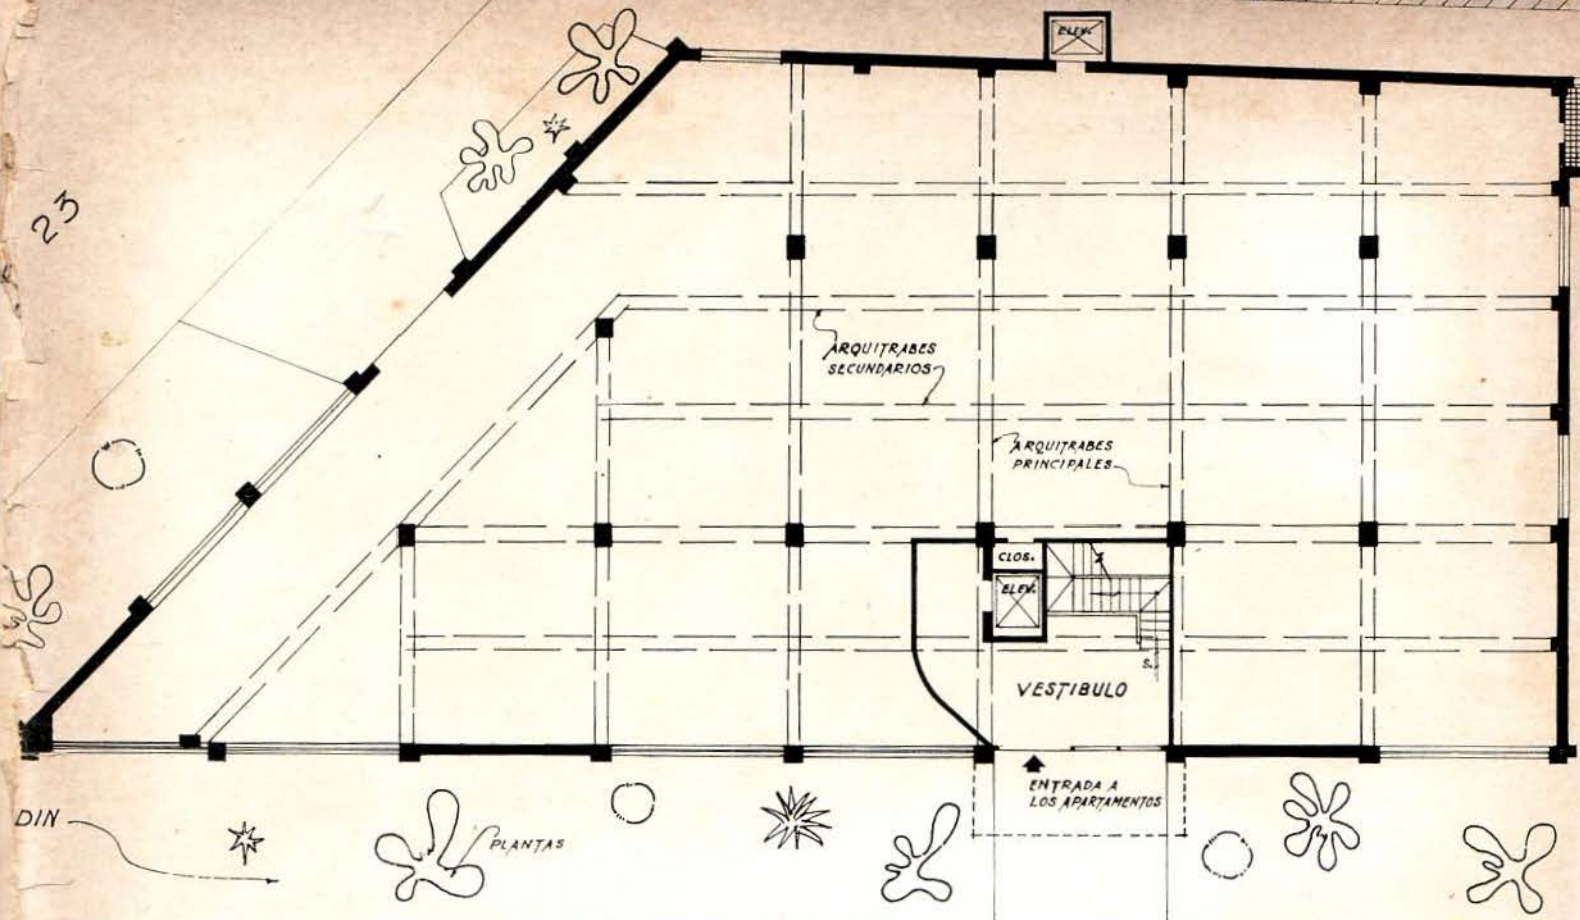 ELEV.
23
ARQUITRABES
SECUNDARIOS
ARQUITRABES
PRINCIPALES
CLOS.
ELEV.
S.
VESTIBULO
ENTRADA A
LOS APARTAMENTOS
DIN
PLANTAS